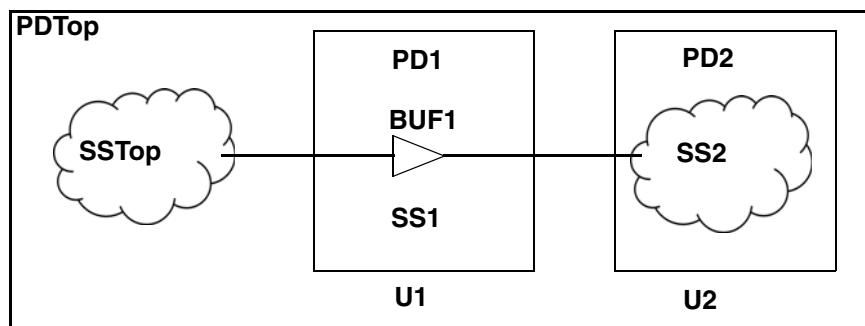 PDTop
PD1
PD2
BUF1
SSTop
SS2
SS1
U1
U2